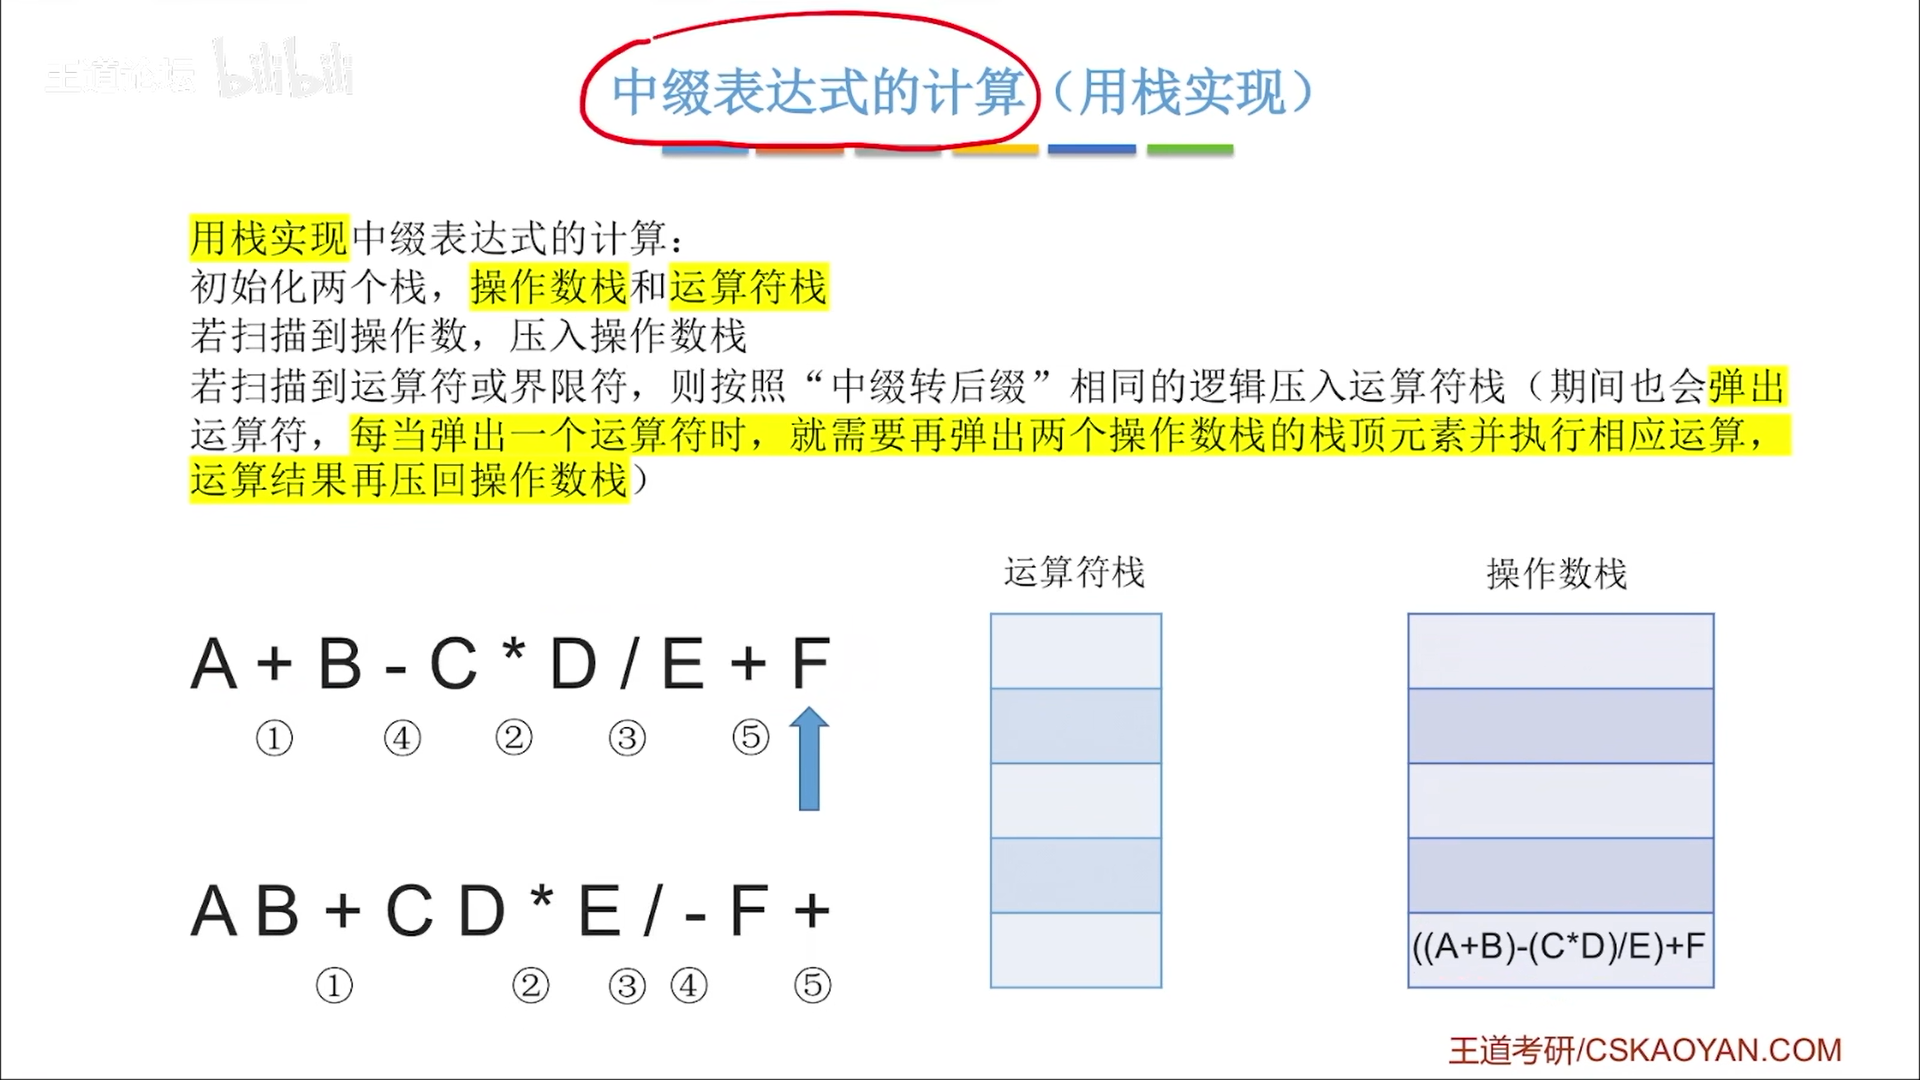 王道论坛 bilibili
中缀表达式的计算（用栈实现）
用栈实现中缀表达式的计算：
初始化两个栈，操作数栈和运算符栈
若扫描到操作数，压入操作数栈
若扫描到运算符或界限符，则按照“中缀转后缀”相同的逻辑压入运算符栈（期间也会弹出
运算符，每当弹出一个运算符时，就需要再弹出两个操作数栈的栈顶元素并执行相应运算，
运算结果再压回操作数栈）
运算符栈
操作数栈
A + B - C * D / E + F
① ④ ② ③ ⑤
A B + C D * E / - F +
① ② ③ ④ ⑤
((A+B)-(C*D)/E)+F
王道考研/CSKAOYAN.COM